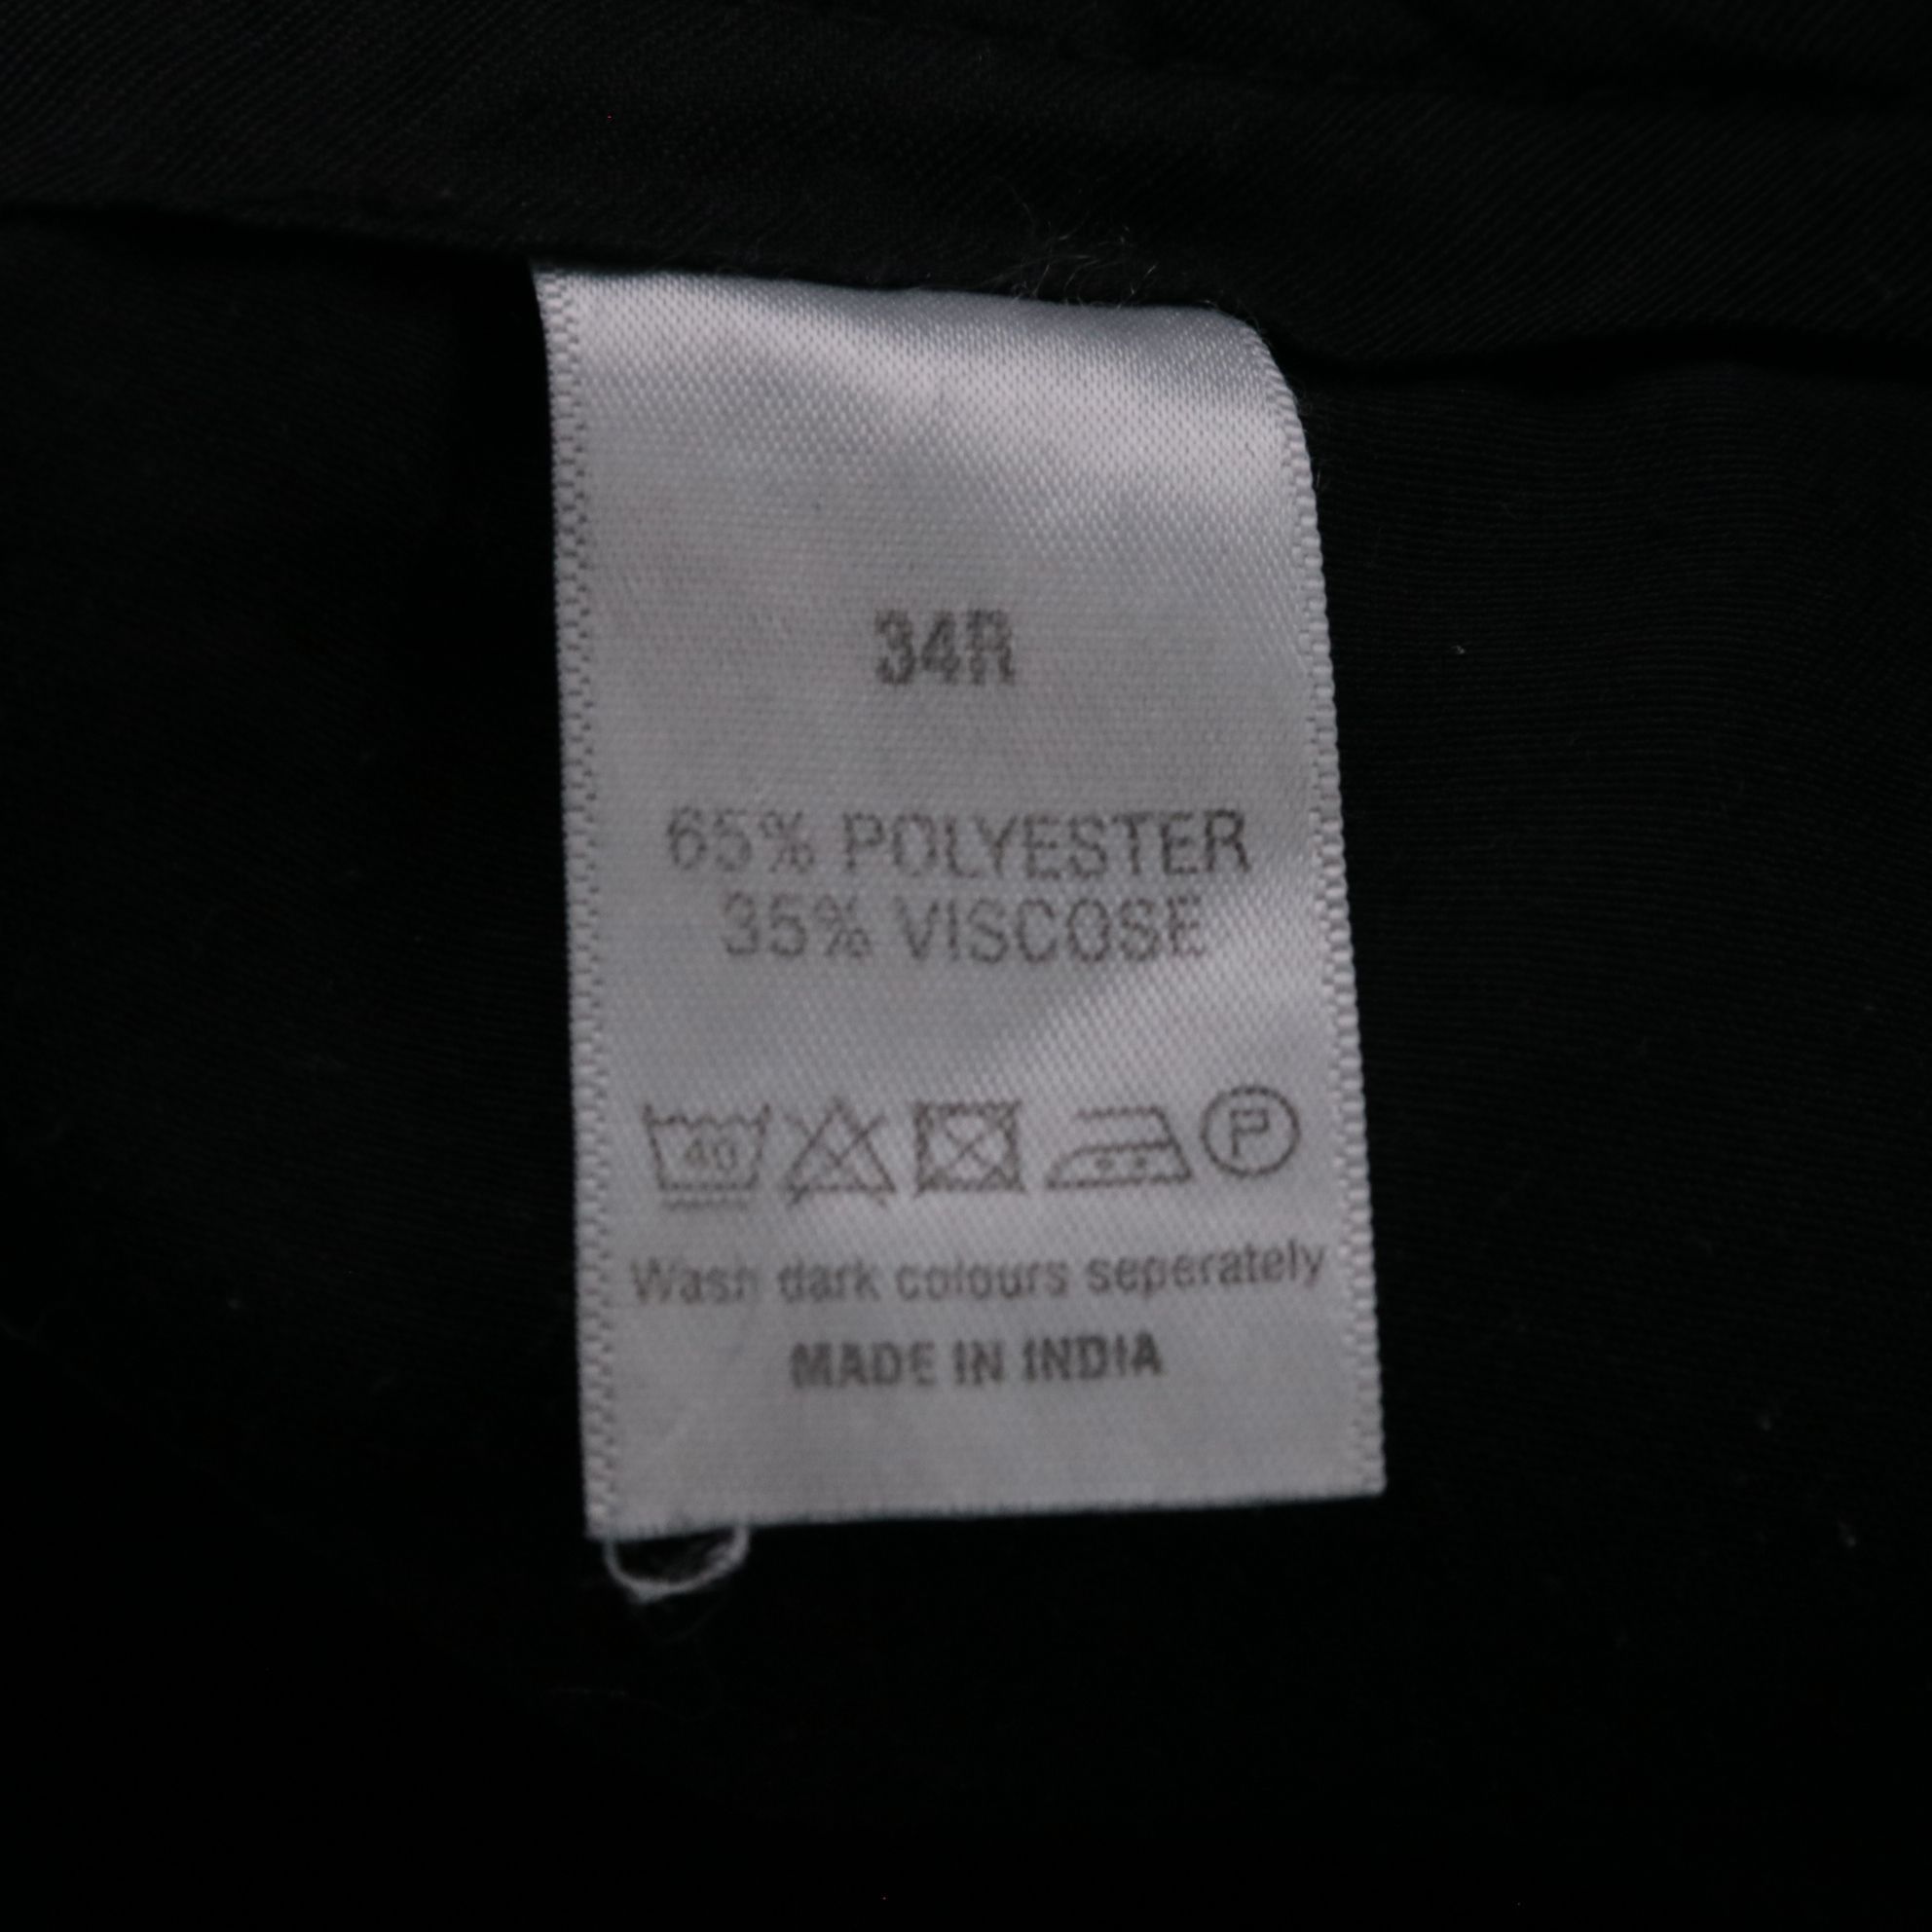 34R
65% POLYESTER
35% VISCOSE
40 P
Wash dark colours seperately
MADE IN INDIA